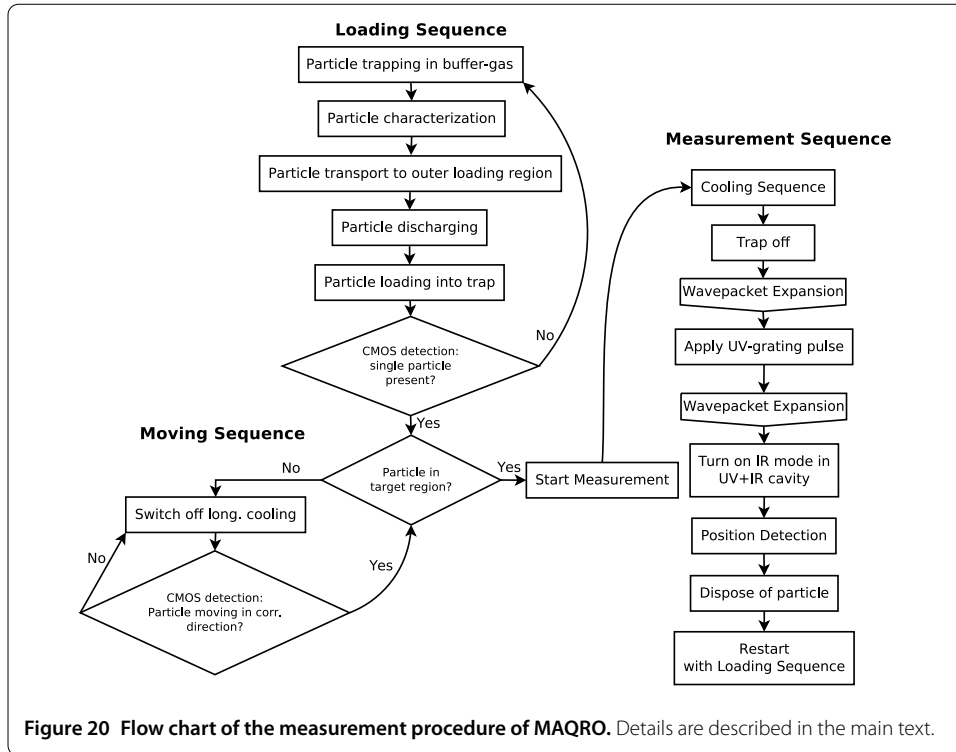 Loading Sequence
Particle trapping in buffer-gas
Particle characterization
Particle transport to outer loading region
Particle discharging
Particle loading into trap
CMOS detection:
single particle
present?
No
Yes
Moving Sequence
Particle in
target region?
No
Yes
Switch off long. cooling
No
CMOS detection:
Particle moving in corr.
direction?
Yes
Start Measurement
Measurement Sequence
Cooling Sequence
Trap off
Wavepacket Expansion
Apply UV-grating pulse
Wavepacket Expansion
Turn on IR mode in
UV+IR cavity
Position Detection
Dispose of particle
Restart
with Loading Sequence
Figure 20 Flow chart of the measurement procedure of MAQRO. Details are described in the main text.